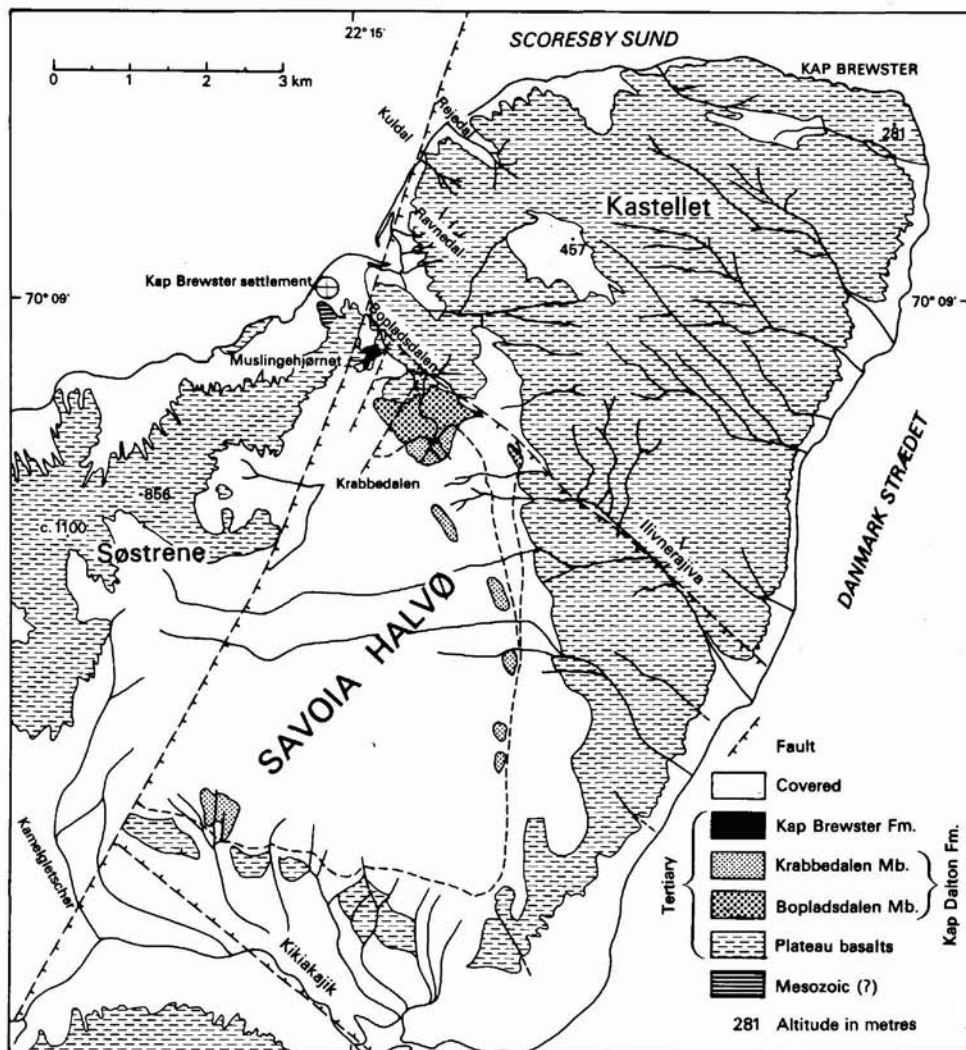 22° 15'
SCORESBY SUND
0 1 2 3 km
KAP BREWSTER
281
Kuldal
Rejedal
Ravnedal
Kastellet
457
Kap Brewster settlement
70° 09'
70° 09'
Bopladsdalen
Muslingehjørnet
Krabbedalen
856
c. 1100
Søstrene
Illivnerajiva
DANMARK STRÆDET
SAVOIA HALVØ
Kamelgletscher
Kikiakajik
Fault
Covered
Kap Brewster Fm.
Krabbedalen Mb.
Bopladsdalen Mb.
Plateau basalts
Tertiary
Kap Dalton Fm.
Mesozoic (?)
281 Altitude in metres